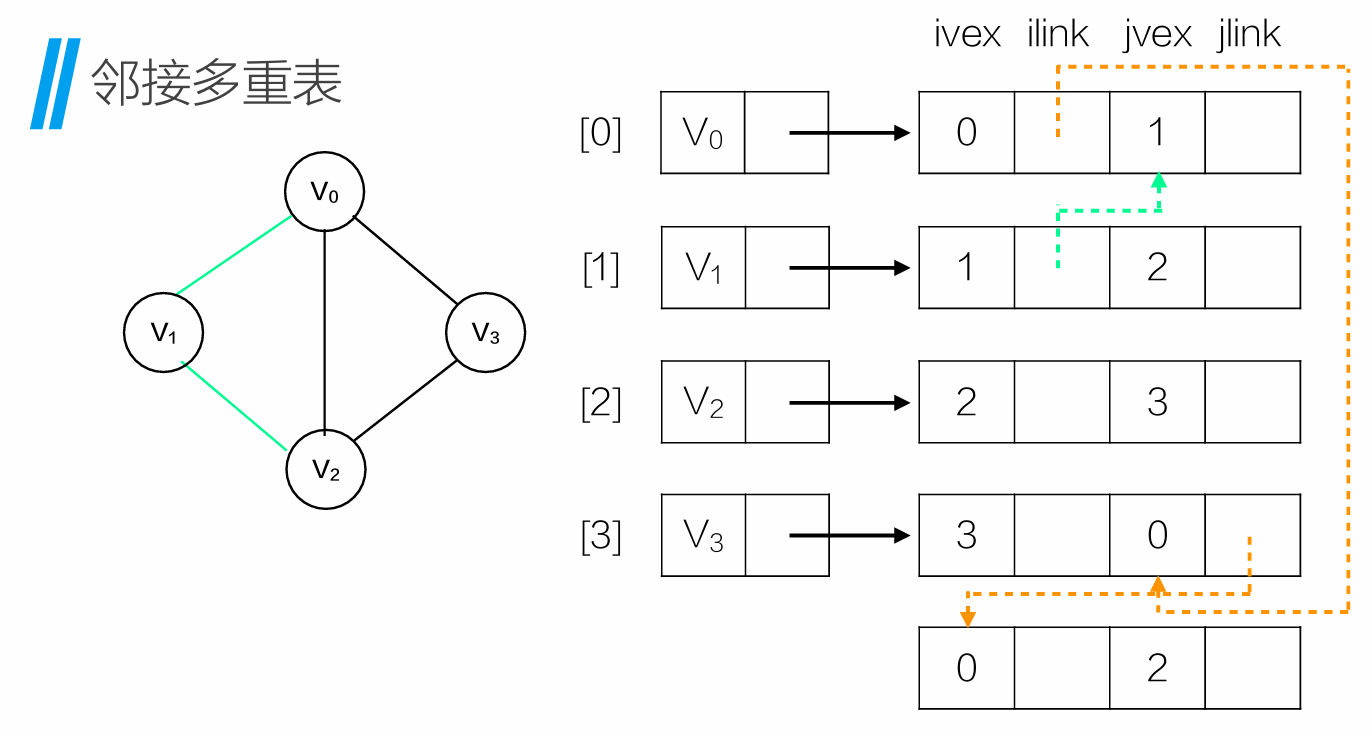 邻接多重表
V₀
V₁
V₃
V₂
ivex ilink jvex jlink
[0] V₀ 0 1
[1] V₁ 1 2
[2] V₂ 2 3
[3] V₃ 3 0
0 2